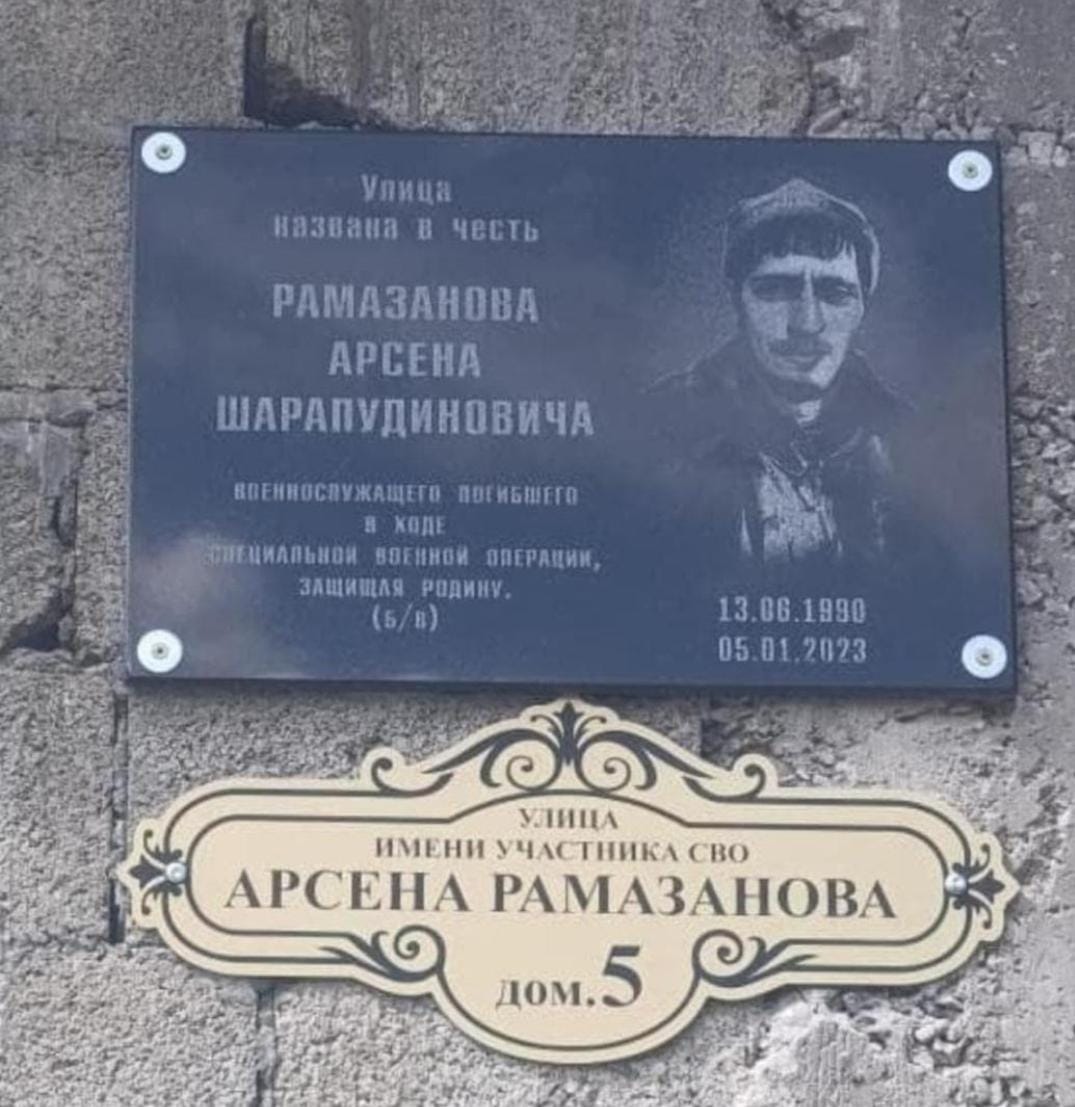 Улица
названа в честь
РАМАЗАНОВА
АРСЕНА
ШАРАПУДИНОВИЧА
ВОЕННОСЛУЖАЩЕГО ПОГИБШЕГО
В ХОДЕ
СПЕЦИАЛЬНОЙ ВОЕННОЙ ОПЕРАЦИИ,
ЗАЩИЩАЯ РОДИНУ.
(Б/В)
13.06.1990
05.01.2023
УЛИЦА
ИМЕНИ УЧАСТНИКА СВО
АРСЕНА РАМАЗАНОВА
ДОМ.5